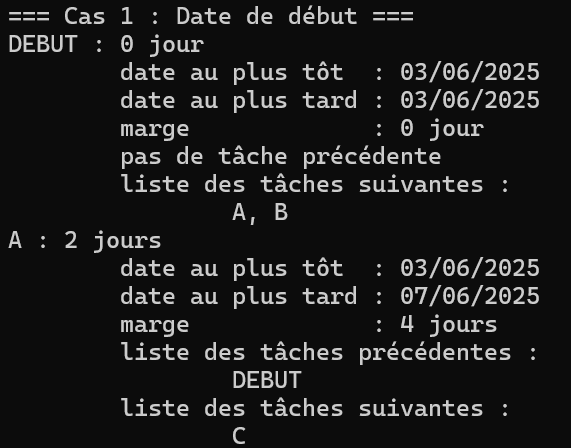 === Cas 1 : Date de début ===
DEBUT : 0 jour
date au plus tôt : 03/06/2025
date au plus tard : 03/06/2025
marge : 0 jour
pas de tâche précédente
liste des tâches suivantes :
A, B
A : 2 jours
date au plus tôt : 03/06/2025
date au plus tard : 07/06/2025
marge : 4 jours
liste des tâches précédentes :
DEBUT
liste des tâches suivantes :
C